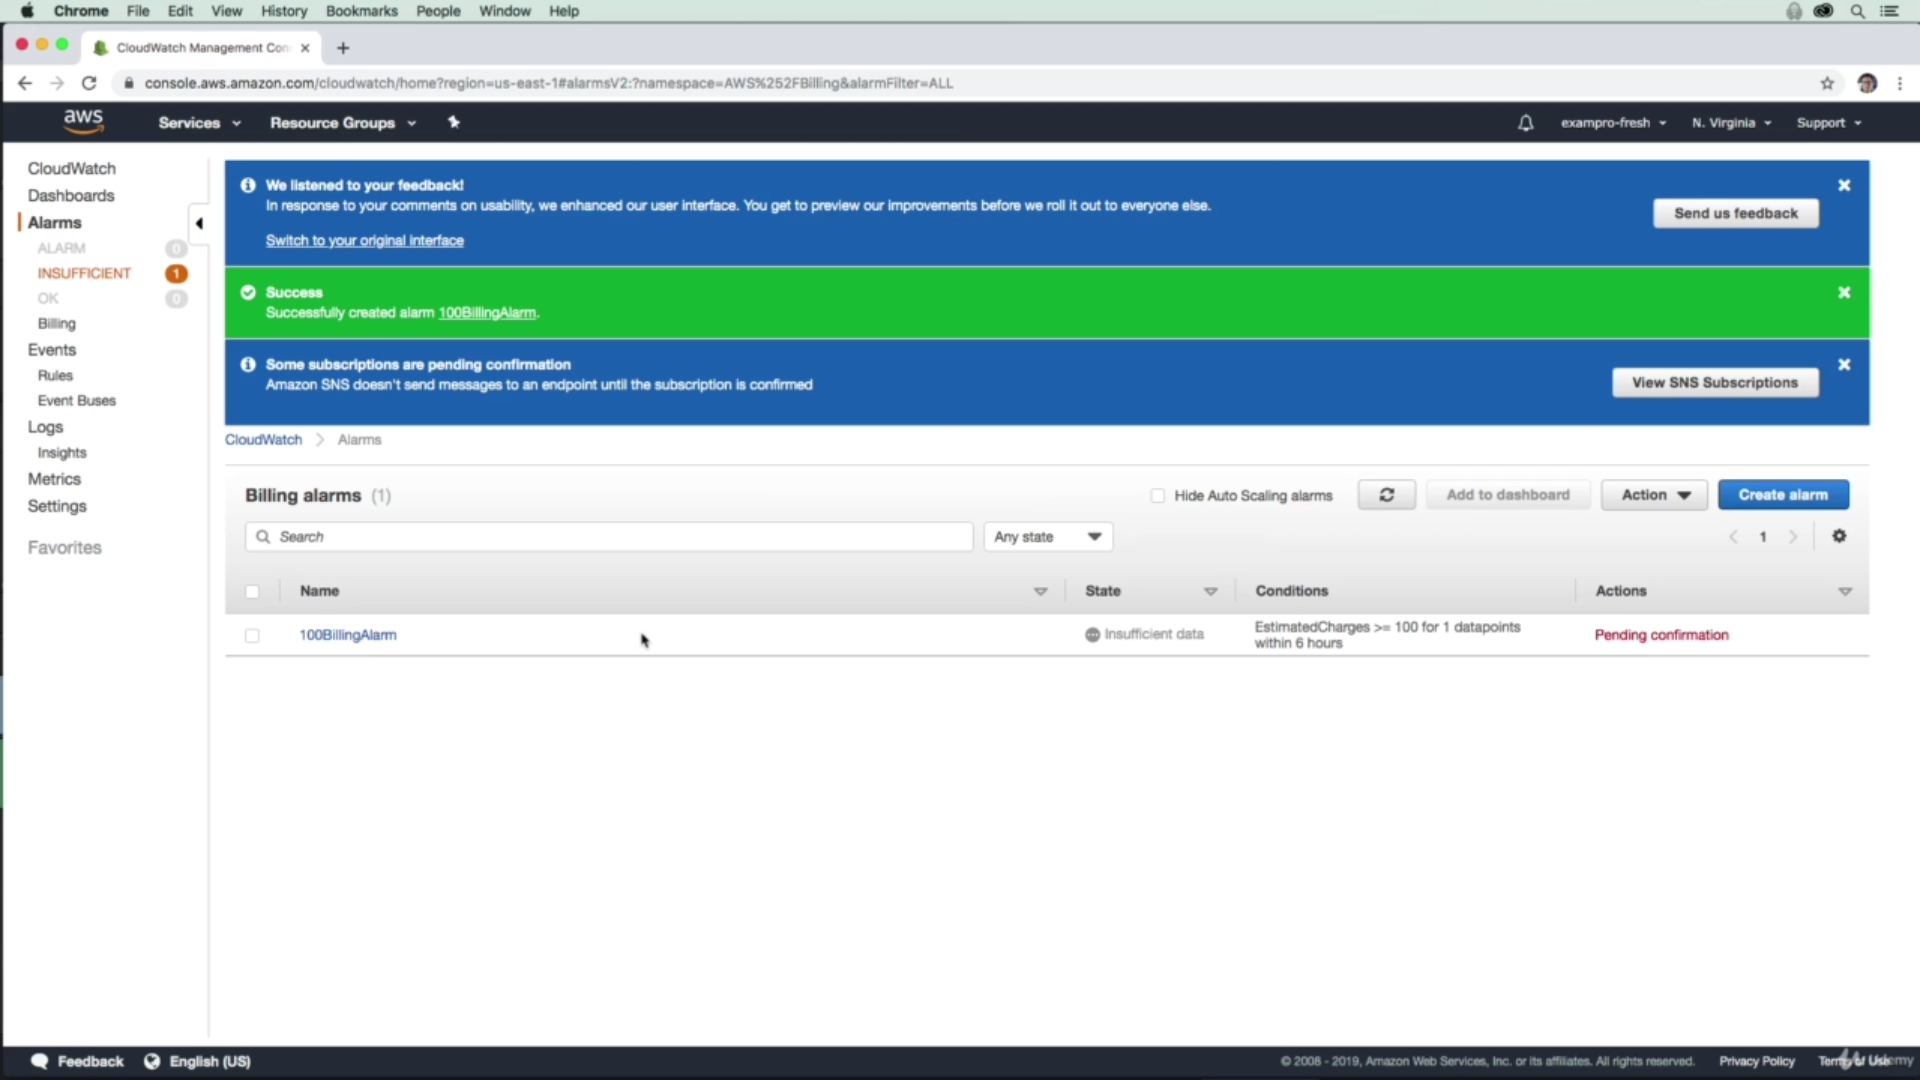 Chrome File Edit View History Bookmarks People Window Help
CloudWatch Management Con
console.aws.amazon.com/cloudwatch/home?region=us-east-1#alarmsV2:?namespace=AWS%252FBilling&alarmFilter=ALL
aws Services Resource Groups exampro-fresh N. Virginia Support
CloudWatch
Dashboards
Alarms
ALARM 0
INSUFFICIENT 1
OK 0
Billing
Events
Rules
Event Buses
Logs
Insights
Metrics
Settings
Favorites
We listened to your feedback!
In response to your comments on usability, we enhanced our user interface. You get to preview our improvements before we roll it out to everyone else.
Switch to your original interface
Send us feedback
Success
Successfully created alarm 100BillingAlarm.
Some subscriptions are pending confirmation
Amazon SNS doesn't send messages to an endpoint until the subscription is confirmed
View SNS Subscriptions
CloudWatch Alarms
Billing alarms (1)
Hide Auto Scaling alarms Add to dashboard Action Create alarm
Search Any state 1
Name State Conditions Actions
100BillingAlarm Insufficient data EstimatedCharges >= 100 for 1 datapoints
within 6 hours
Pending confirmation
Feedback English (US)
© 2008 - 2019, Amazon Web Services, Inc. or its affiliates. All rights reserved. Privacy Policy Terms of Use